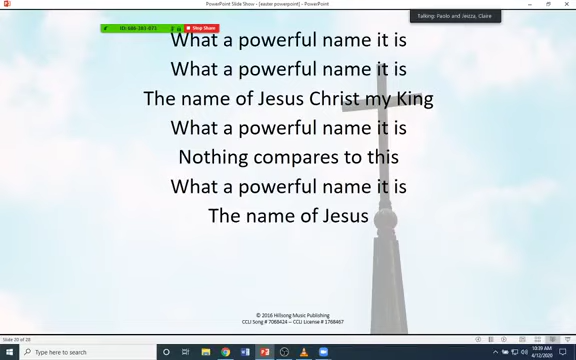 PowerPoint Slide Show - [easter powerpoint] - PowerPoint
Talking: Paolo and Jeizza, Claire
Stop Share
What a powerful name it is
What a powerful name it is
The name of Jesus Christ my King
What a powerful name it is
Nothing compares to this
What a powerful name it is
The name of Jesus
© 2016 Hillsong Music Publishing
CCLI Song # 7068424 – CCLI License # 1768467
Type here to search
10:39 AM
4/12/2020